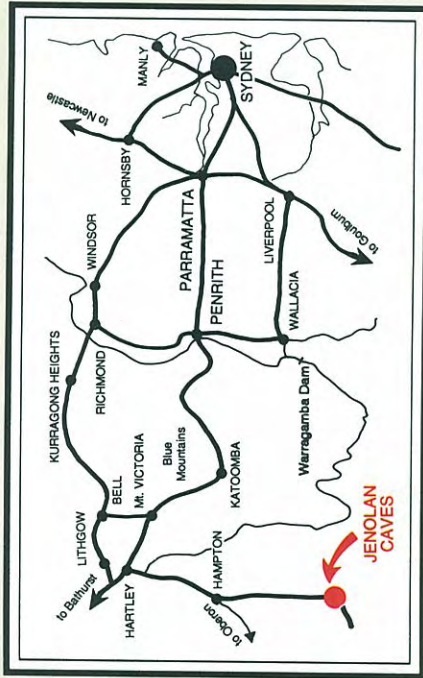 to Newcastle
MANLY
SYDNEY
HORNSBY
WINDSOR
PARRAMATTA
LIVERPOOL
to Goulburn
PENRITH
WALLACIA
RICHMOND
KURRAGONG HEIGHTS
BELL
Mt. VICTORIA
Blue
Mountains
KATOOMBA
Warragamba Dam
LITHGOW
to Bathurst
HARTLEY
HAMPTON
to Oberon
JENOLAN
CAVES